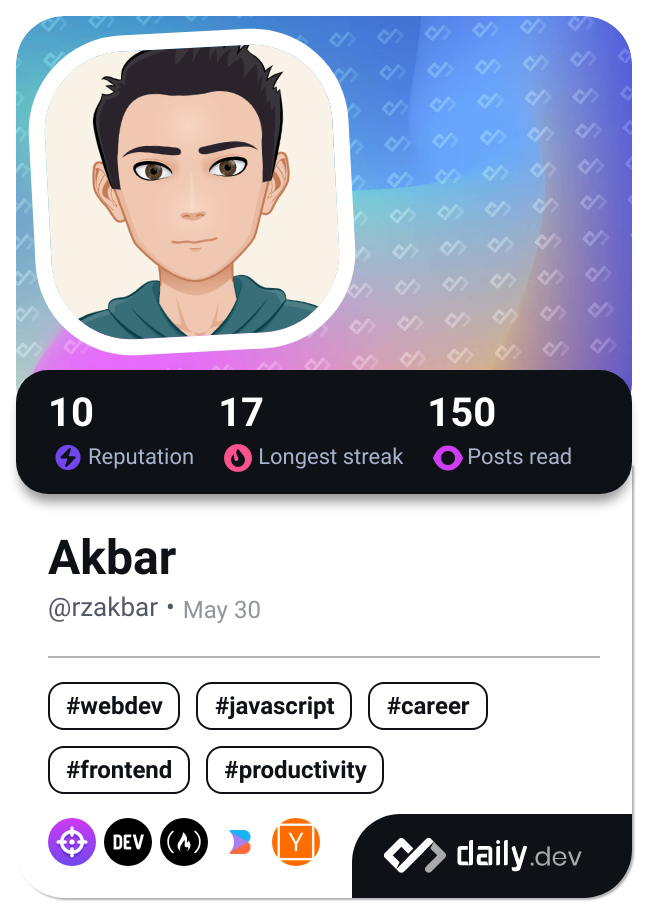 10 17 150
Reputation Longest streak Posts read
Akbar
@rzakbar • May 30
#webdev #javascript #career
#frontend #productivity
DEV Y
daily.dev